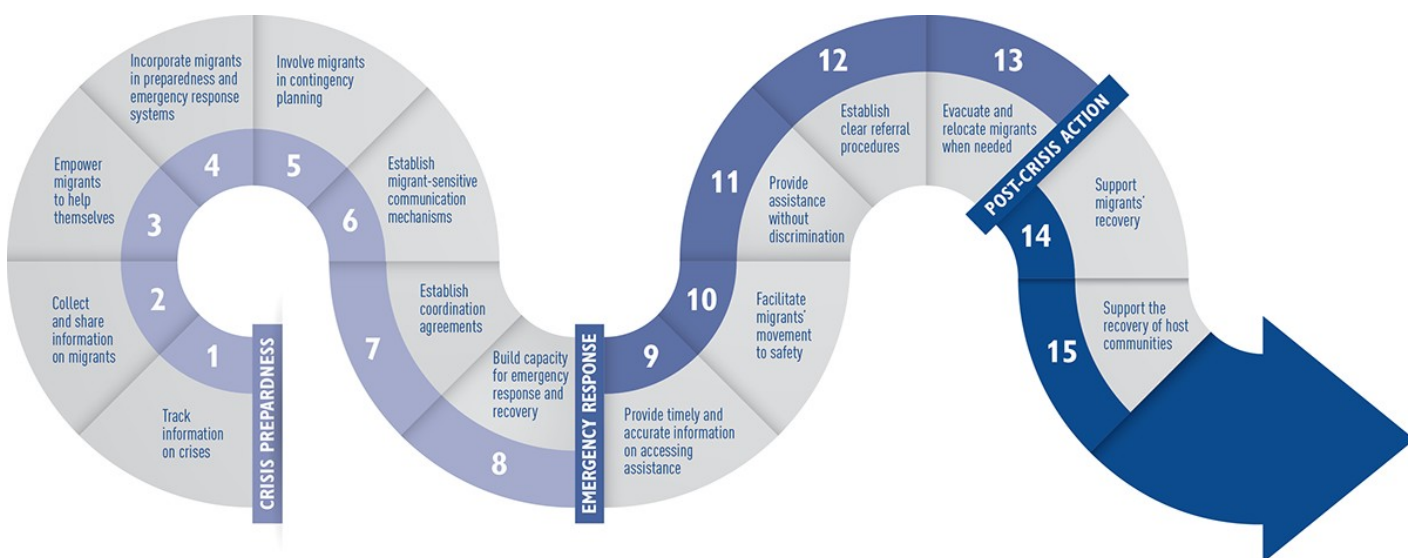 CRISIS PREPARDNESS
1
Track
information
on crises
2
Collect
and share
information
on migrants
3
Empower
migrants
to help
themselves
4
Incorporate migrants
in preparedness and
emergency response
systems
5
Involve migrants
in contingency
planning
6
Establish
migrant-sensitive
communication
mechanisms
7
Establish
coordination
agreements
8
Build capacity
for emergency
response and
recovery
EMERGENCY RESPONSE
9
Provide timely and
accurate information
on accessing
assistance
10
Facilitate
migrants'
movement
to safety
11
Provide
assistance
without
discrimination
12
Establish
clear referral
procedures
13
Evacuate and
relocate migrants
when needed
POST-CRISIS ACTION
14
Support
migrants'
recovery
15
Support the
recovery of host
communities